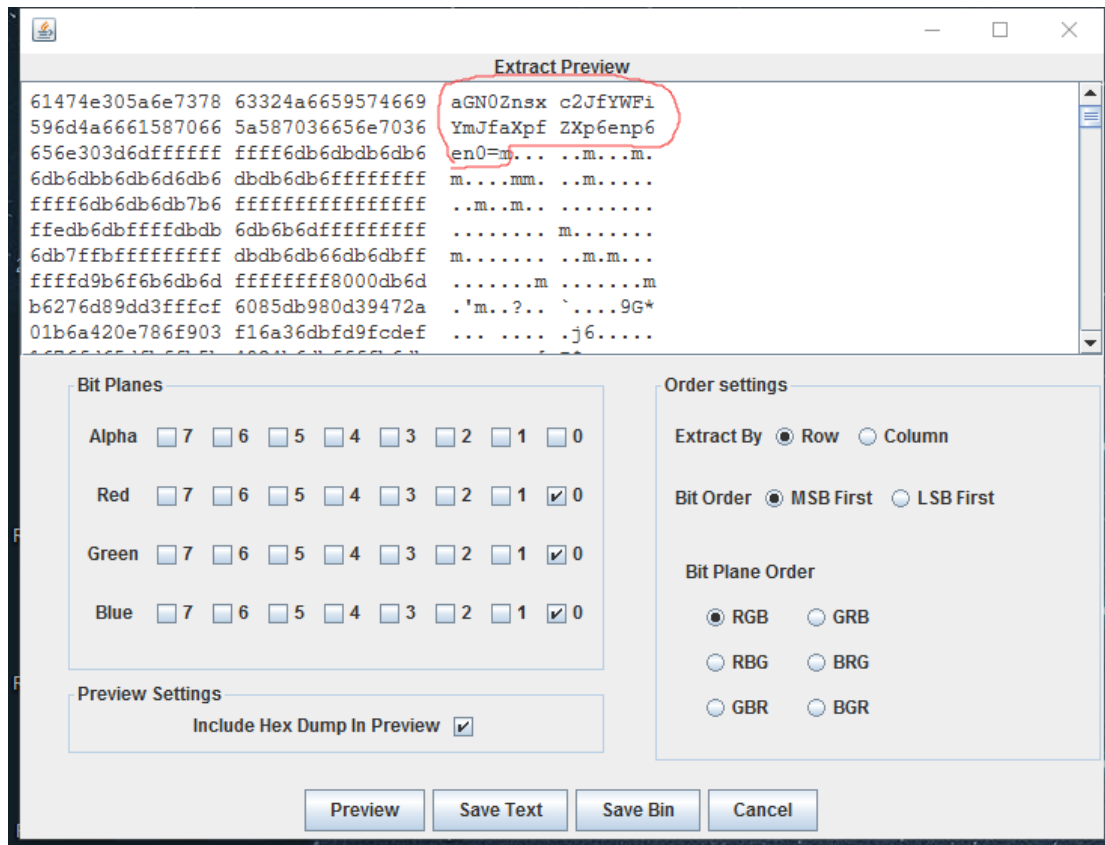 Extract Preview
61474e305a6e7378 63324a6659574669 aGN0Znsx c2JfYWFi
596d4a6661587066 5a587036656e7036 YmJfaXpf ZXp6enp6
656e303d6dffffff ffff6db6dbdb6db6 en0=m... ..m...m.
6db6dbb6db6d6db6 dbdb6db6ffffffff m....mm. ..m.....
ffff6db6db6db7b6 ffffffffffffffff ..m..m.. ........
ffedb6dbffffdbdb 6db6b6dfffffffff ........ m.......
6db7ffbfffffffff dbdb6db66db6dbff m....... ..m.m...
ffffd9b6f6b6db6d ffffffff8000db6d .......m .......m
b6276d89dd3fffcf 6085db980d39472a .'m..?.. `....9G*
01b6a420e786f903 f16a36dbfd9fcdef ... .... .j6.....
Bit Planes
Alpha 7 6 5 4 3 2 1 0
Red 7 6 5 4 3 2 1 0
Green 7 6 5 4 3 2 1 0
Blue 7 6 5 4 3 2 1 0
Preview Settings
Include Hex Dump In Preview
Order settings
Extract By Row Column
Bit Order MSB First LSB First
Bit Plane Order
RGB GRB
RBG BRG
GBR BGR
Preview Save Text Save Bin Cancel